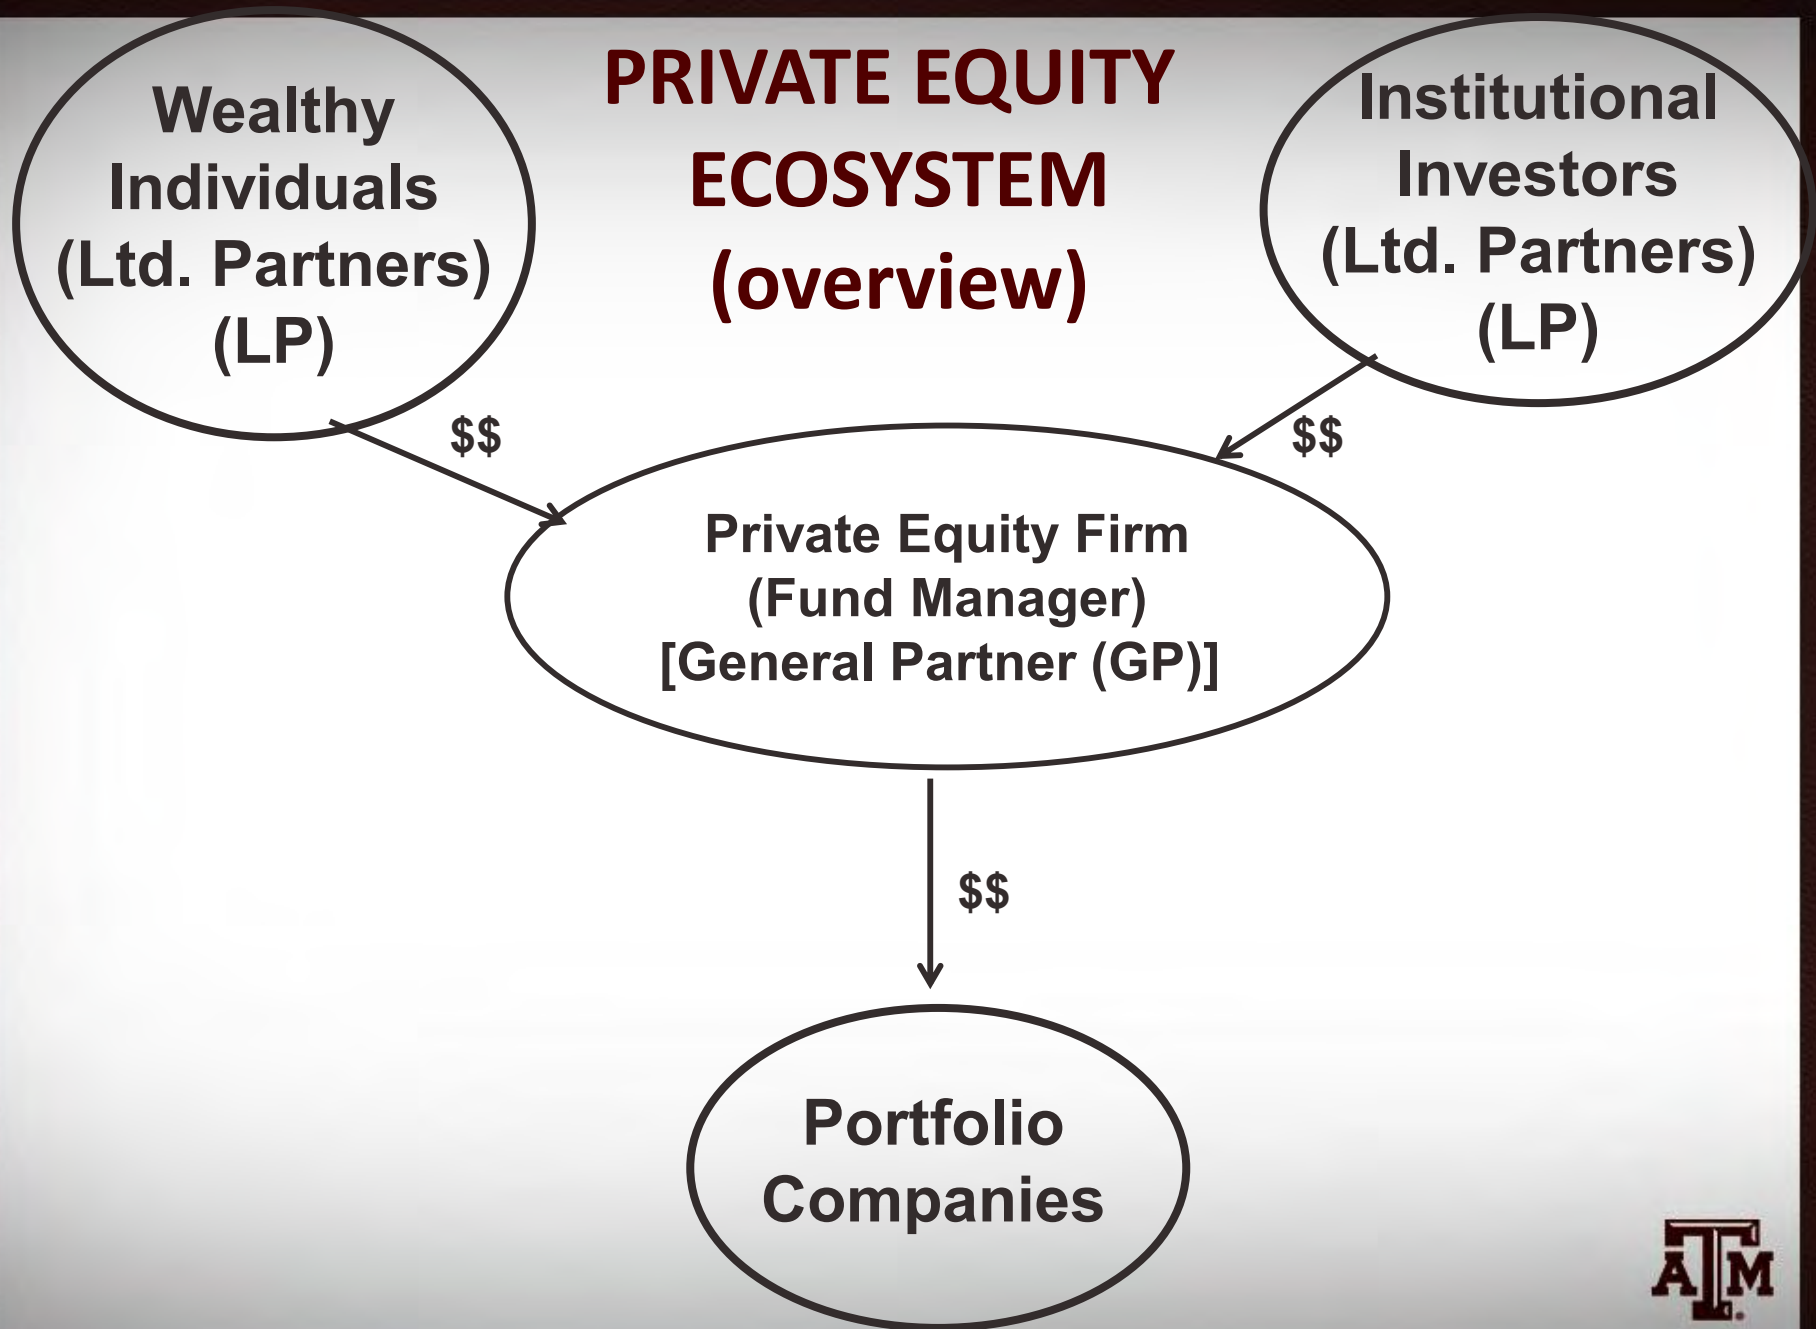 PRIVATE EQUITY
ECOSYSTEM
(overview)
Wealthy
Individuals
(Ltd. Partners)
(LP)
Institutional
Investors
(Ltd. Partners)
(LP)
$$
$$
Private Equity Firm
(Fund Manager)
[General Partner (GP)]
$$
Portfolio
Companies
ATM